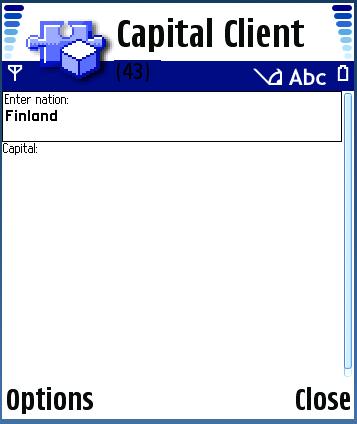 Capital Client
(43)
Abc
Enter nation:
Finland
Capital:
Options
Close